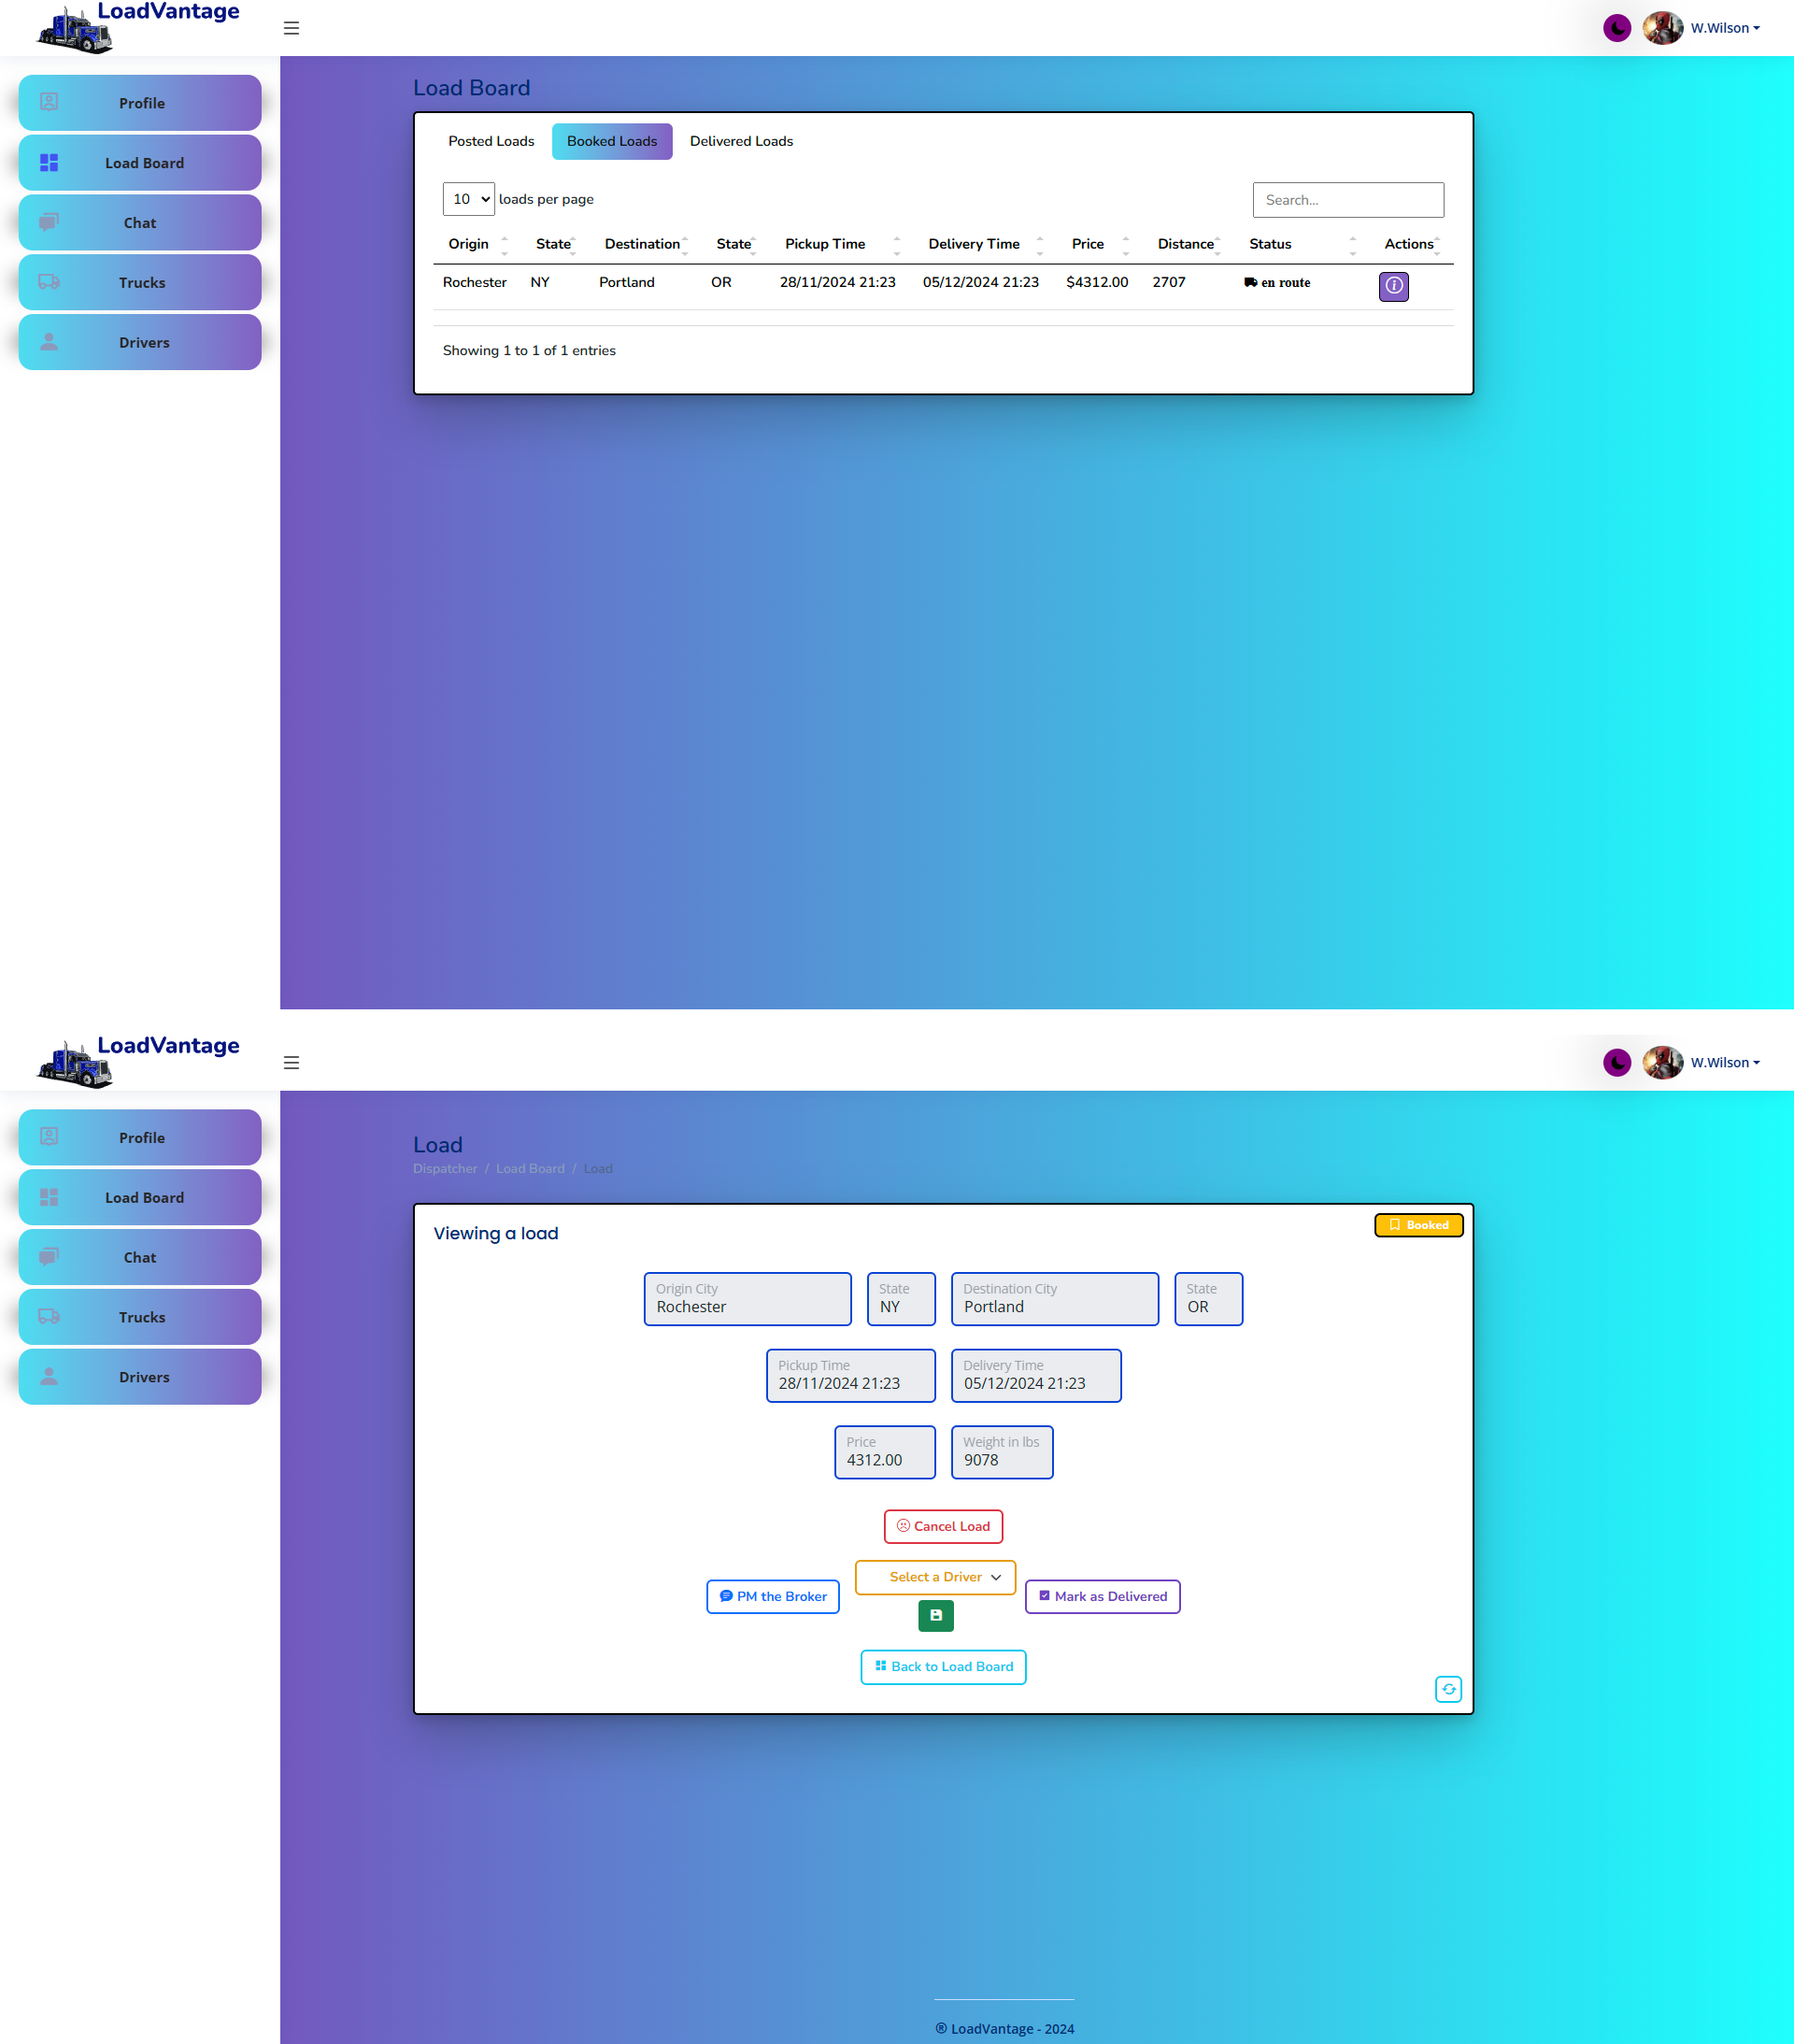 LoadVantage
W.Wilson
Profile
Load Board
Chat
Trucks
Drivers
Load Board
Posted Loads Booked Loads Delivered Loads
10 loads per page Search...
Origin State Destination State Pickup Time Delivery Time Price Distance Status Actions
Rochester NY Portland OR 28/11/2024 21:23 05/12/2024 21:23 $4312.00 2707 en route
Showing 1 to 1 of 1 entries
LoadVantage
W.Wilson
Profile
Load Board
Chat
Trucks
Drivers
Load
Dispatcher / Load Board / Load
Viewing a load
Booked
Origin City State Destination City State
Rochester NY Portland OR
Pickup Time Delivery Time
28/11/2024 21:23 05/12/2024 21:23
Price Weight in lbs
4312.00 9078
Cancel Load
Select a Driver
PM the Broker Mark as Delivered
Back to Load Board
® LoadVantage - 2024